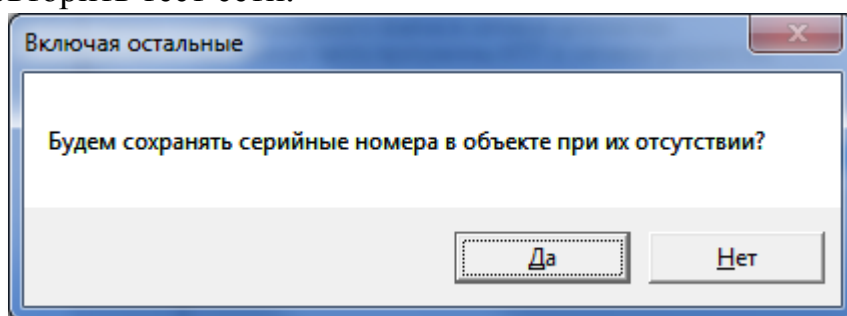 Включая остальные
Будем сохранять серийные номера в объекте при их отсутствии?
Да
Нет